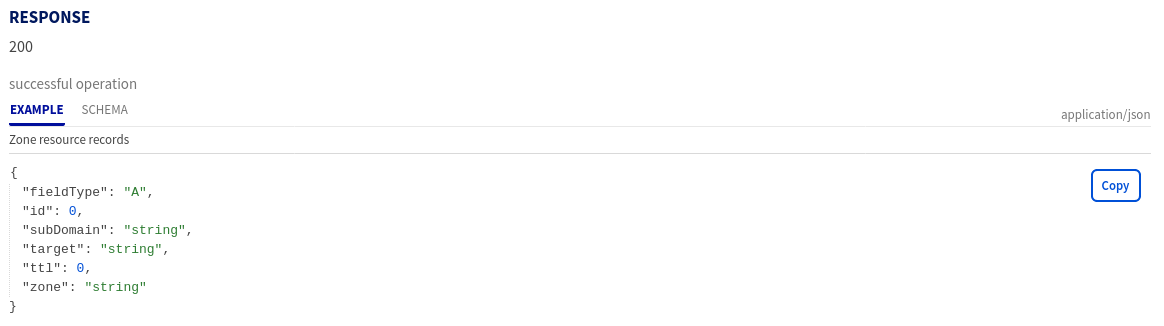 RESPONSE
200
successful operation
EXAMPLE SCHEMA
application/json
Zone resource records
{
"fieldType": "A",
"id": 0,
"subDomain": "string",
"target": "string",
"ttl": 0,
"zone": "string"
}
Copy